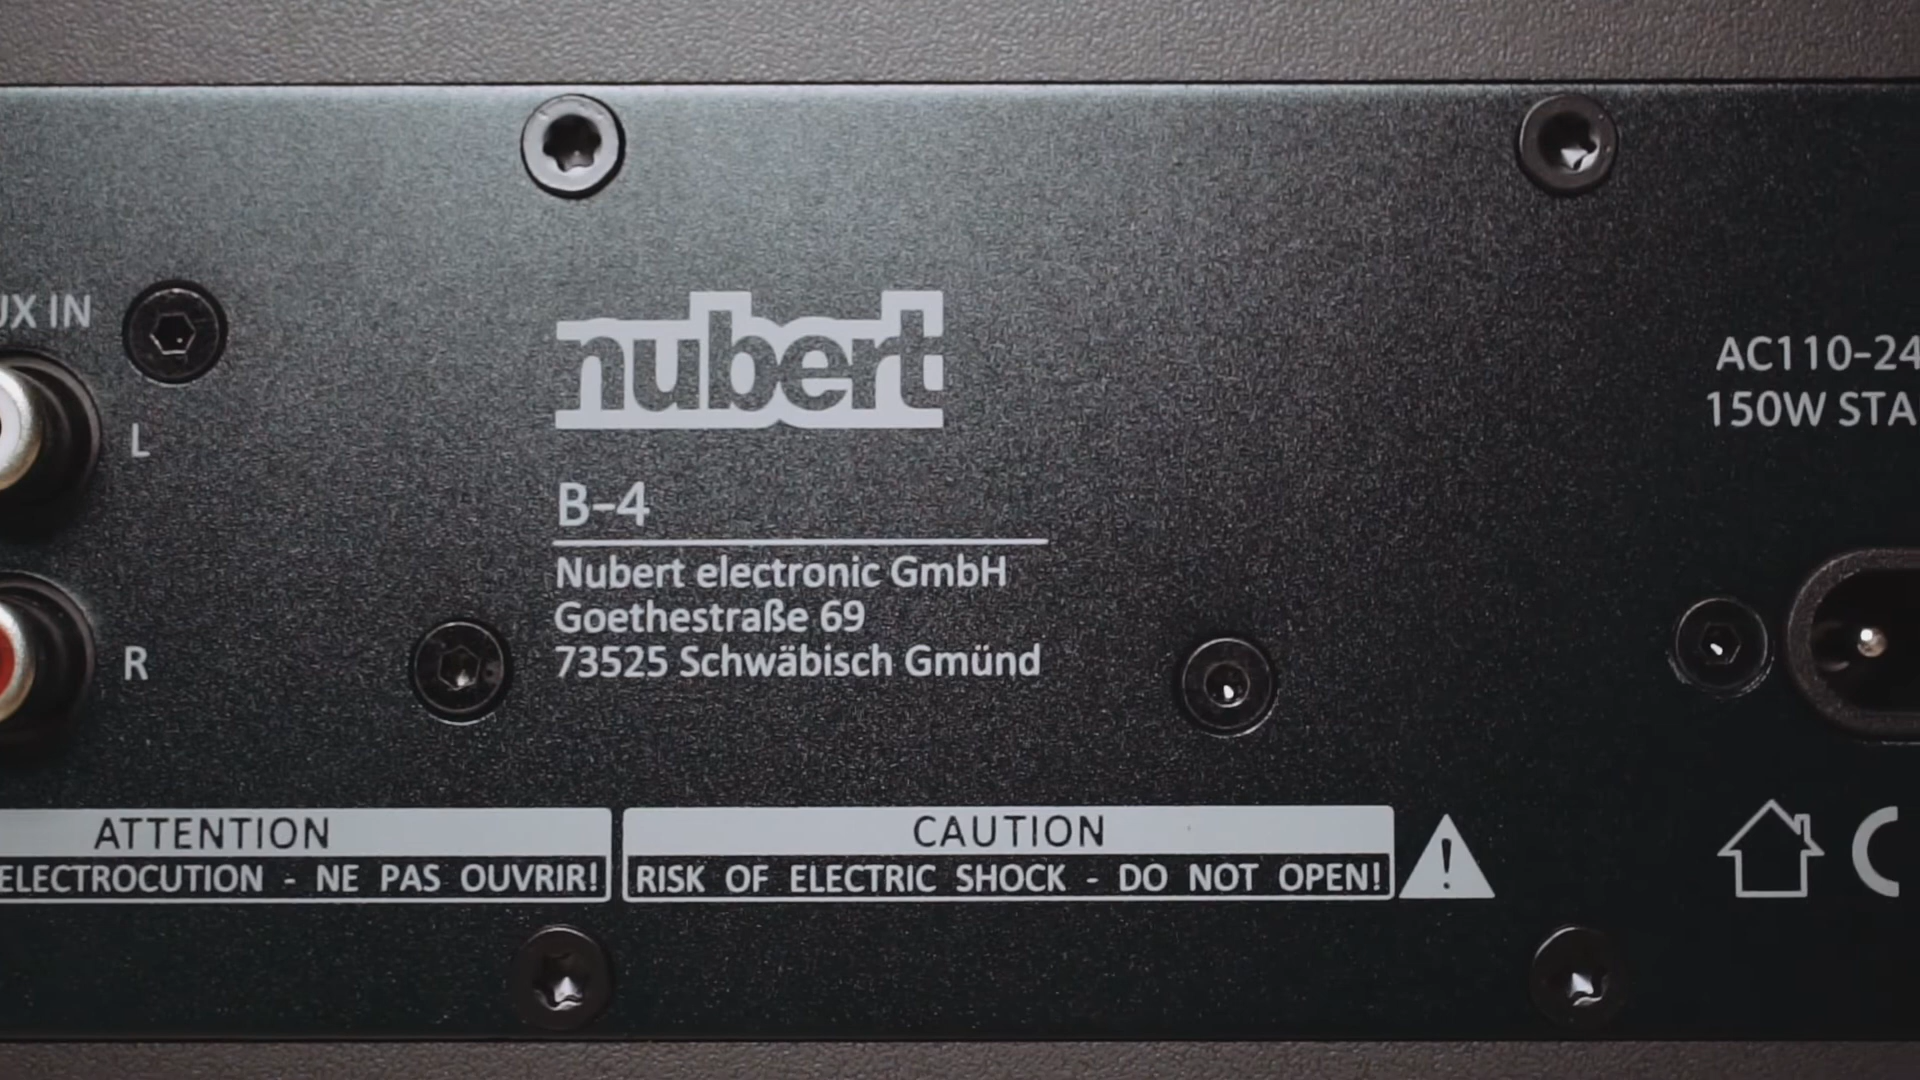 UX IN
L
R
nubert
B-4
Nubert electronic GmbH
Goethestraße 69
73525 Schwäbisch Gmünd
AC110-24
150W STA
ATTENTION
ELECTROCUTION - NE PAS OUVRIR!
CAUTION
RISK OF ELECTRIC SHOCK - DO NOT OPEN!